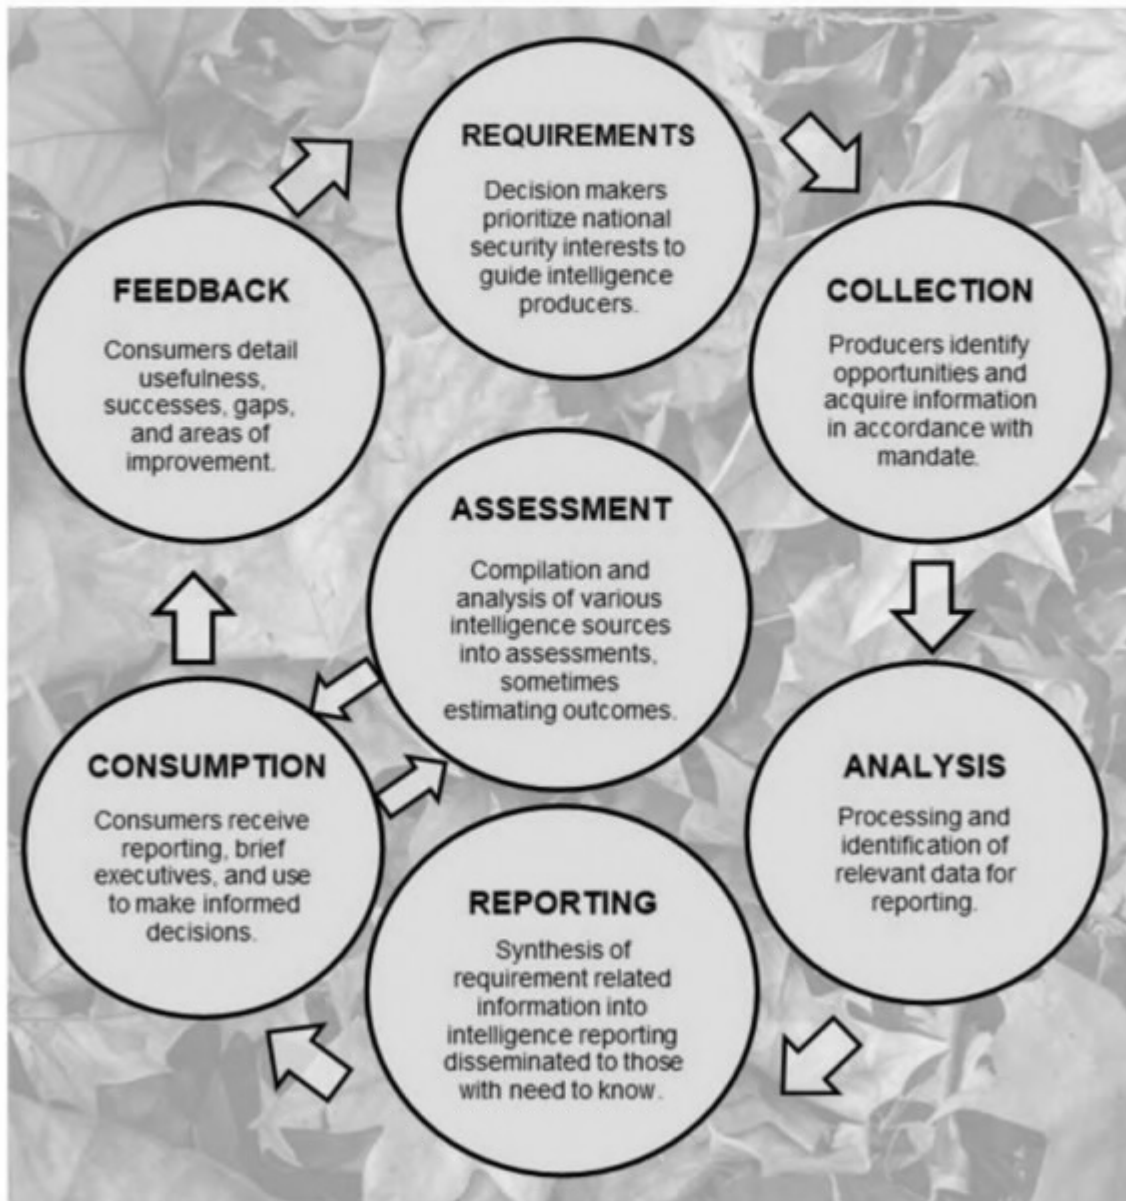 REQUIREMENTS
Decision makers
prioritize national
security interests to
guide intelligence
producers.
COLLECTION
Producers identify
opportunities and
acquire information
in accordance with
mandate.
ANALYSIS
Processing and
identification of
relevant data for
reporting.
REPORTING
Synthesis of
requirement related
information into
intelligence reporting
disseminated to those
with need to know.
CONSUMPTION
Consumers receive
reporting, brief
executives, and use
to make informed
decisions.
ASSESSMENT
Compilation and
analysis of various
intelligence sources
into assessments,
sometimes
estimating outcomes.
FEEDBACK
Consumers detail
usefulness,
successes, gaps,
and areas of
improvement.